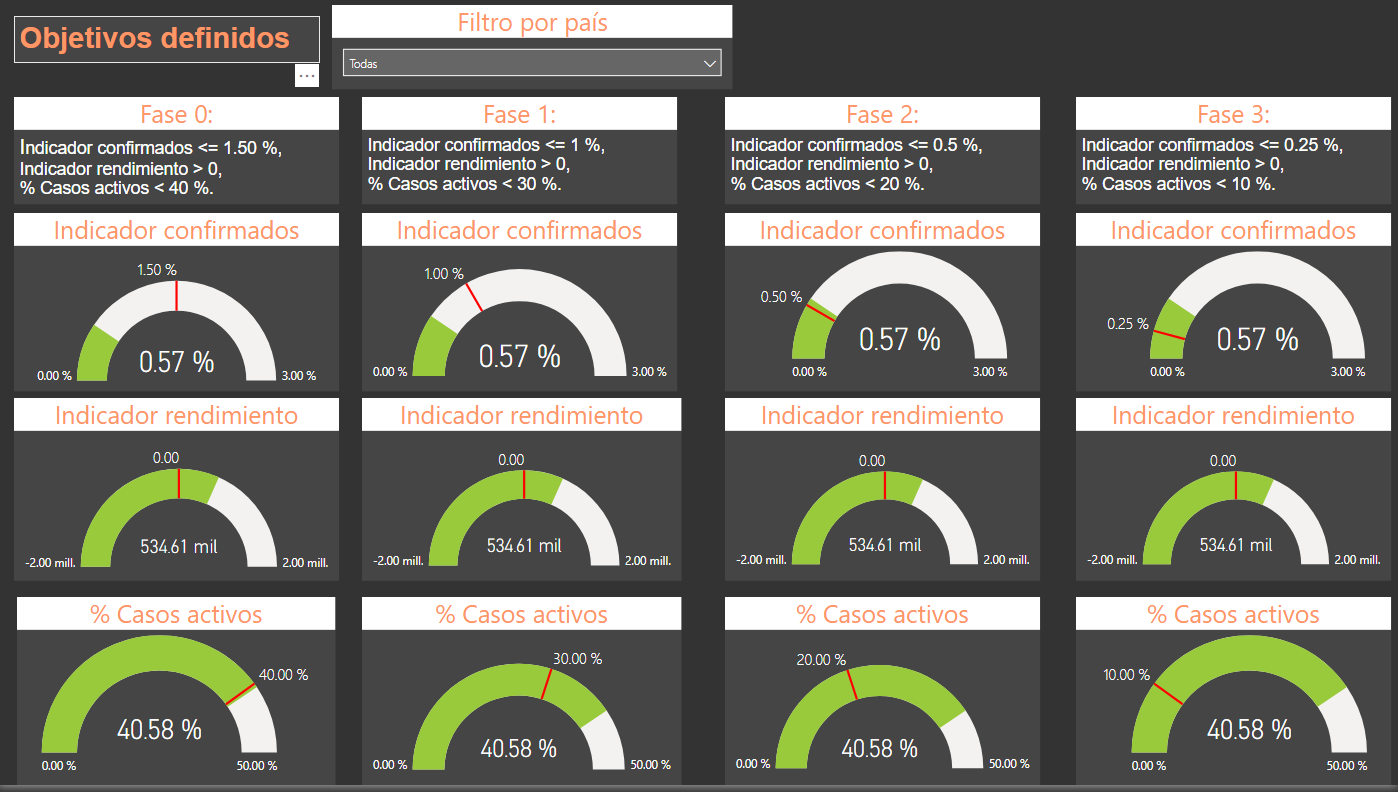 Objetivos definidos
...
Filtro por país
Todas
Fase 0:
Indicador confirmados <= 1.50 %,
Indicador rendimiento > 0,
% Casos activos < 40 %.
Fase 1:
Indicador confirmados <= 1 %,
Indicador rendimiento > 0,
% Casos activos < 30 %.
Fase 2:
Indicador confirmados <= 0.5 %,
Indicador rendimiento > 0,
% Casos activos < 20 %.
Fase 3:
Indicador confirmados <= 0.25 %,
Indicador rendimiento > 0,
% Casos activos < 10 %.
Indicador confirmados
1.50 %
0.57 %
0.00 %
3.00 %
Indicador confirmados
1.00 %
0.57 %
0.00 %
3.00 %
Indicador confirmados
0.50 %
0.57 %
0.00 %
3.00 %
Indicador confirmados
0.25 %
0.57 %
0.00 %
3.00 %
Indicador rendimiento
0.00
534.61 mil
-2.00 mill.
2.00 mill.
Indicador rendimiento
0.00
534.61 mil
-2.00 mill.
2.00 mill.
Indicador rendimiento
0.00
534.61 mil
-2.00 mill.
2.00 mill.
Indicador rendimiento
0.00
534.61 mil
-2.00 mill.
2.00 mill.
% Casos activos
40.00 %
40.58 %
0.00 %
50.00 %
% Casos activos
30.00 %
40.58 %
0.00 %
50.00 %
% Casos activos
20.00 %
40.58 %
0.00 %
50.00 %
% Casos activos
10.00 %
40.58 %
0.00 %
50.00 %